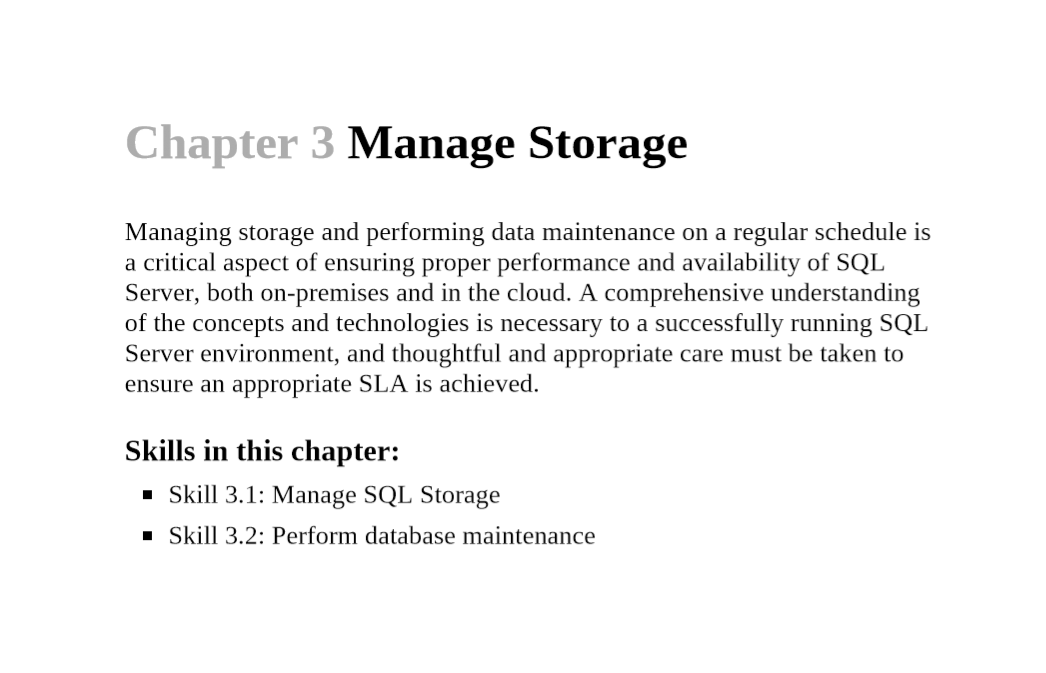 Chapter 3 Manage Storage
Managing storage and performing data maintenance on a regular schedule is
a critical aspect of ensuring proper performance and availability of SQL
Server, both on-premises and in the cloud. A comprehensive understanding
of the concepts and technologies is necessary to a successfully running SQL
Server environment, and thoughtful and appropriate care must be taken to
ensure an appropriate SLA is achieved.
Skills in this chapter:
■ Skill 3.1: Manage SQL Storage
■ Skill 3.2: Perform database maintenance